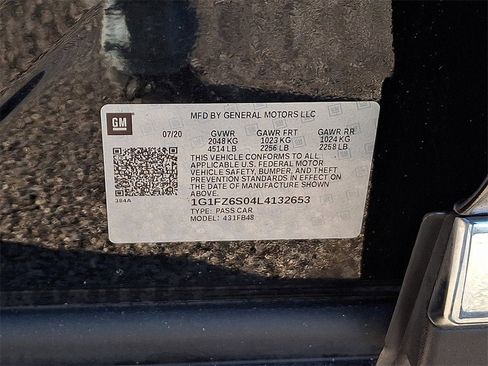 MFD BY GENERAL MOTORS LLC
GM
07/20 GVWR GAWR FRT GAWR RR
2048 KG 1023 KG 1024 KG
4514 LB 2256 LB 2258 LB
THIS VEHICLE CONFORMS TO ALL
APPLICABLE U.S. FEDERAL MOTOR
VEHICLE SAFETY, BUMPER, AND THEFT
PREVENTION STANDARDS IN EFFECT ON
THE DATE OF MANUFACTURE SHOWN
ABOVE.
384A
1G1FZ6S04L4132653
TYPE: PASS CAR
MODEL: 431FB48